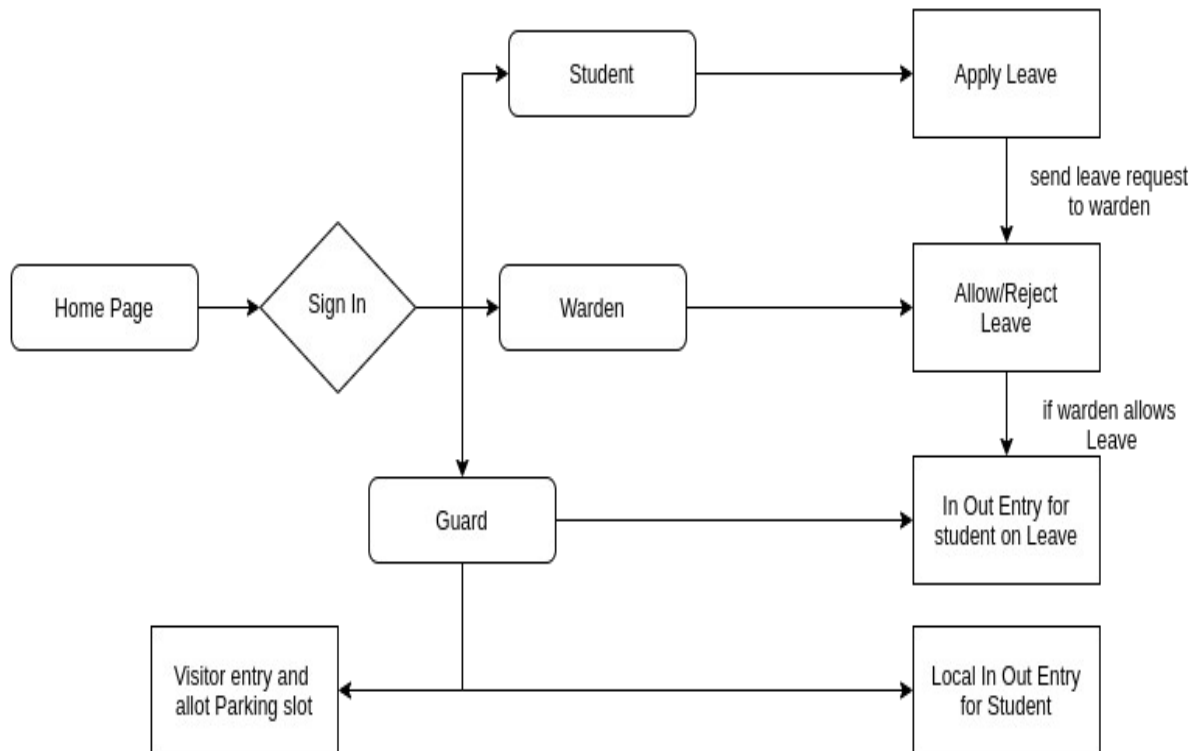 Student
Apply Leave
send leave request
to warden
Home Page
Sign In
Warden
Allow/Reject
Leave
if warden allows
Leave
Guard
In Out Entry for
student on Leave
Visitor entry and
allot Parking slot
Local In Out Entry
for Student